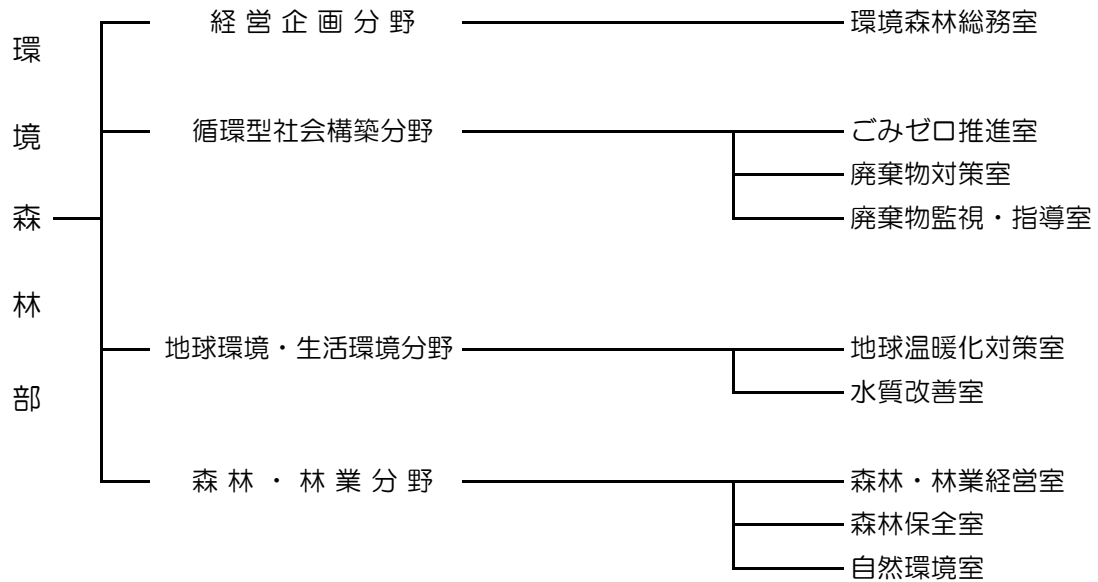 環境森林部
経営企画分野
環境森林総務室
循環型社会構築分野
ごみゼロ推進室
廃棄物対策室
廃棄物監視・指導室
地球環境・生活環境分野
地球温暖化対策室
水質改善室
森林・林業分野
森林・林業経営室
森林保全室
自然環境室